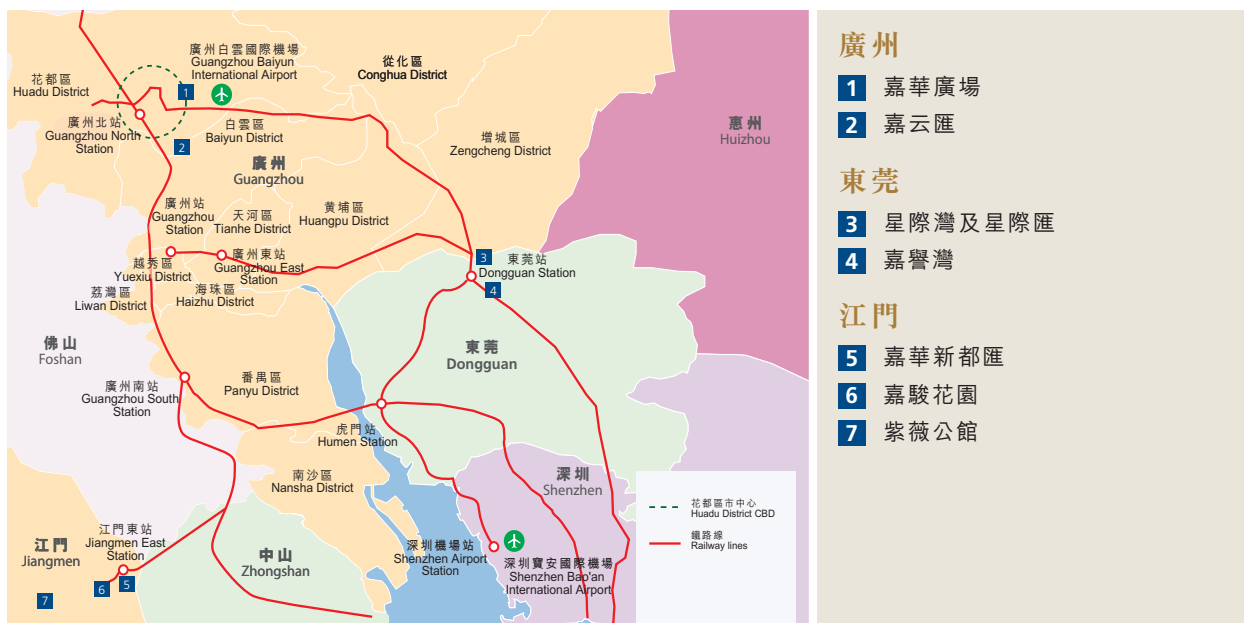 廣州白雲國際機場
Guangzhou Baiyun
International Airport
從化區
Conghua District
花都區
Huadu District
1
廣州北站
Guangzhou North
Station
白雲區
Baiyun District
2
增城區
Zengcheng District
惠州
Huizhou
廣州
Guangzhou
廣州站
Guangzhou
Station
天河區
Tianhe District
黄埔區
Huangpu District
越秀區
Yuexiu District
廣州東站
Guangzhou East
Station
3
東莞站
Dongguan Station
4
荔灣區
Liwan District
海珠區
Haizhu District
佛山
Foshan
東莞
Dongguan
廣州南站
Guangzhou South
Station
番禺區
Panyu District
虎門站
Humen Station
南沙區
Nansha District
深圳
Shenzhen
江門東站
Jiangmen East
Station
江門
Jiangmen
中山
Zhongshan
深圳機場站
Shenzhen Airport
Station
深圳寶安國際機場
Shenzhen Bao'an
International Airport
6
5
7
花都區市中心
Huadu District CBD
鐵路線
Railway lines
廣州
1 嘉華廣場
2 嘉云匯
東莞
3 星際灣及星際匯
4 嘉譽灣
江門
5 嘉華新都匯
6 嘉駿花園
7 紫薇公館